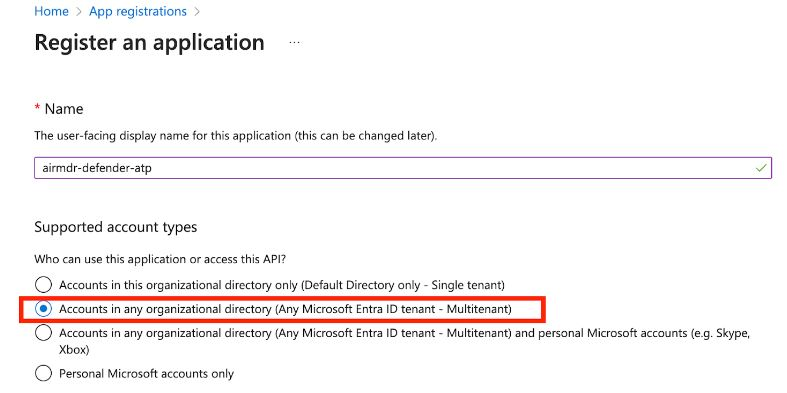 Home > App registrations >
Register an application ...
* Name
The user-facing display name for this application (this can be changed later).
airmdr-defender-atp
Supported account types
Who can use this application or access this API?
Accounts in this organizational directory only (Default Directory only - Single tenant)
Accounts in any organizational directory (Any Microsoft Entra ID tenant - Multitenant)
Accounts in any organizational directory (Any Microsoft Entra ID tenant - Multitenant) and personal Microsoft accounts (e.g. Skype,
Xbox)
Personal Microsoft accounts only